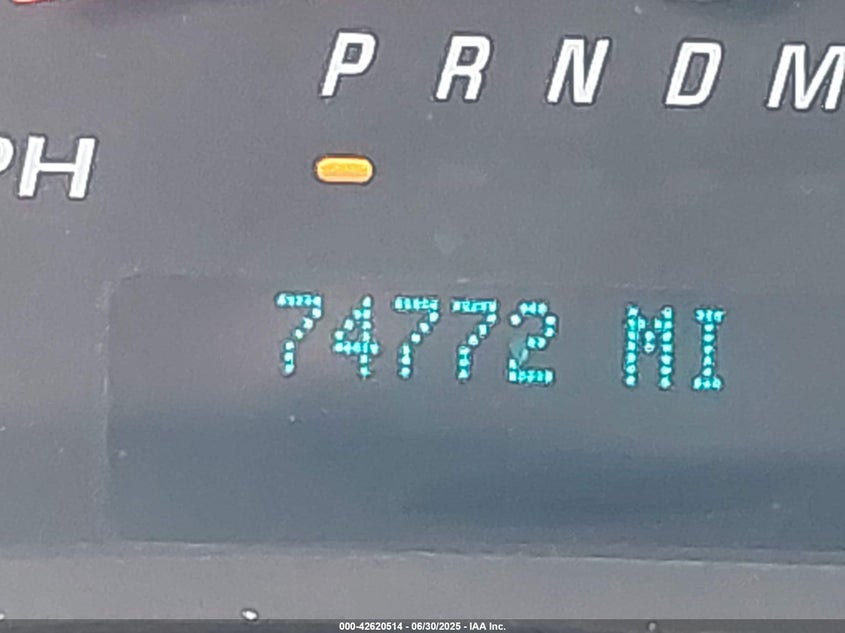 P R N D M
PH
74772 MI
000-42620514 - 06/30/2025 - IAA Inc.